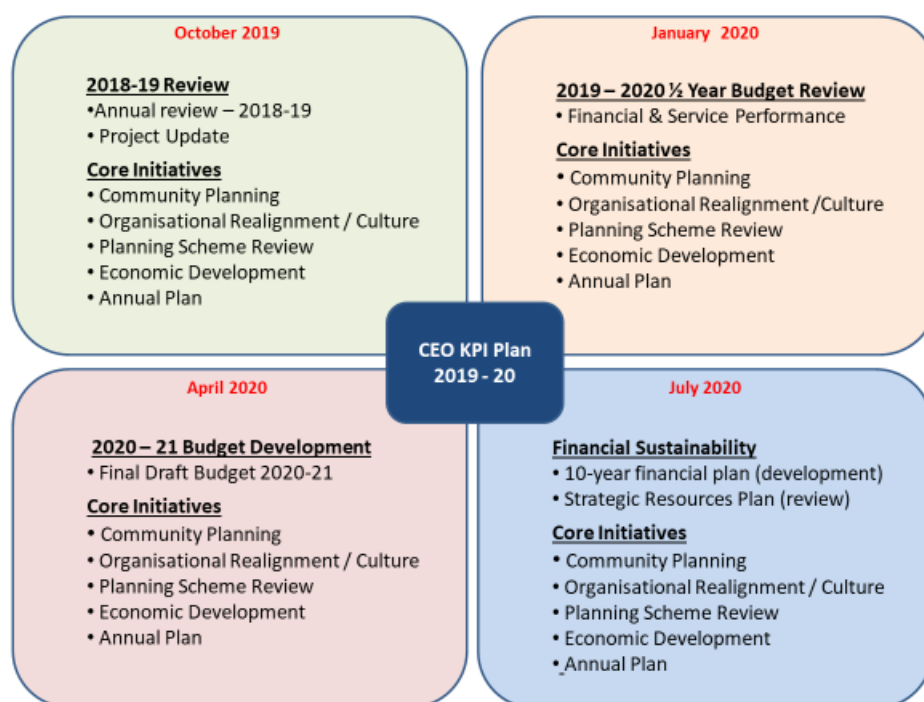 October 2019
2018-19 Review
•Annual review – 2018-19
• Project Update
Core Initiatives
• Community Planning
• Organisational Realignment / Culture
• Planning Scheme Review
• Economic Development
• Annual Plan
January 2020
2019 – 2020 ½ Year Budget Review
• Financial & Service Performance
Core Initiatives
• Community Planning
• Organisational Realignment /Culture
• Planning Scheme Review
• Economic Development
• Annual Plan
CEO KPI Plan
2019 - 20
April 2020
2020 – 21 Budget Development
• Final Draft Budget 2020-21
Core Initiatives
• Community Planning
• Organisational Realignment / Culture
• Planning Scheme Review
• Economic Development
• Annual Plan
July 2020
Financial Sustainability
• 10-year financial plan (development)
• Strategic Resources Plan (review)
Core Initiatives
• Community Planning
• Organisational Realignment / Culture
• Planning Scheme Review
• Economic Development
• Annual Plan